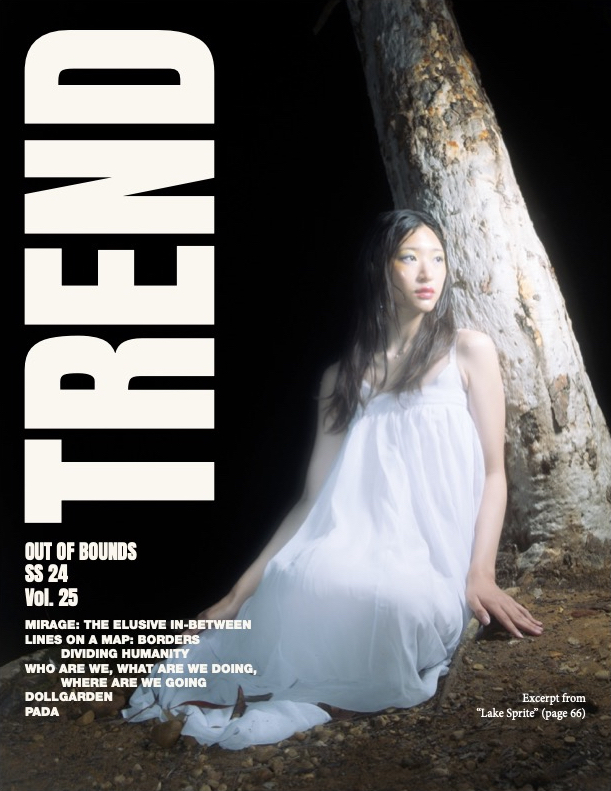 TREND
OUT OF BOUNDS
SS 24
Vol. 25
MIRAGE: THE ELUSIVE IN-BETWEEN
LINES ON A MAP: BORDERS
DIVIDING HUMANITY
WHO ARE WE, WHAT ARE WE DOING,
WHERE ARE WE GOING
DOLLGARDEN
PADA
Excerpt from
“Lake Sprite” (page 66)